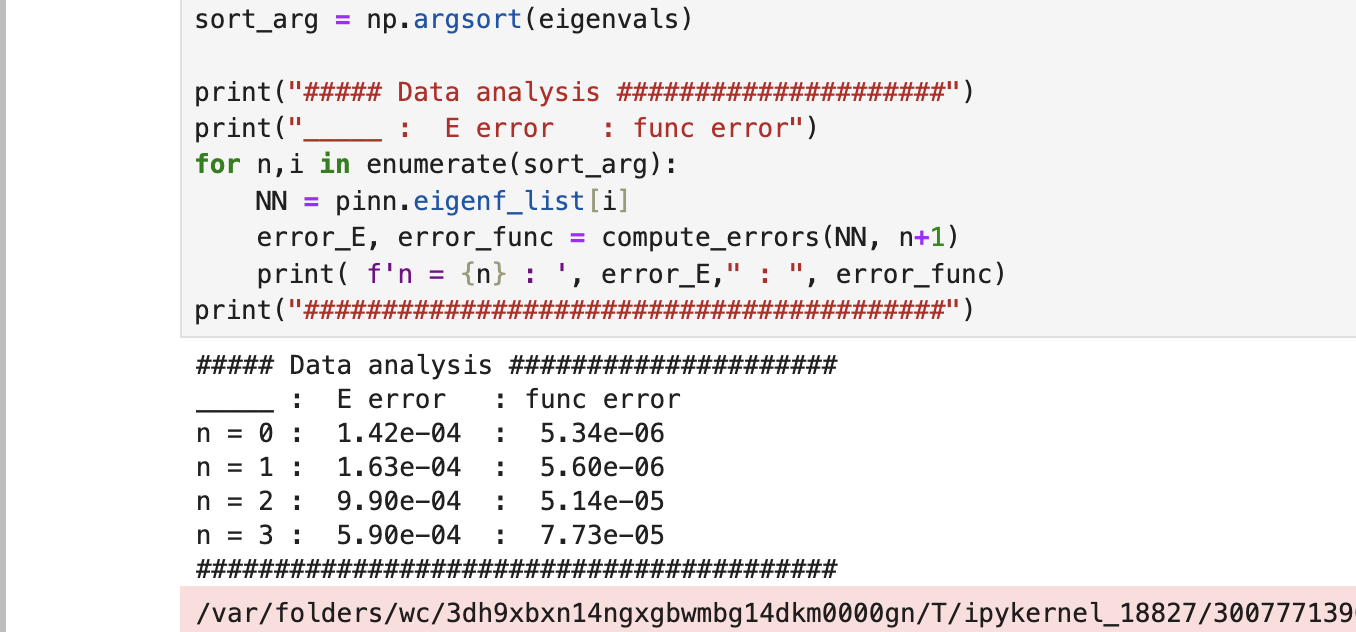 sort_arg = np.argsort(eigenvals)
print("##### Data analysis #####################")
print("_____ :  E error   : func error")
for n,i in enumerate(sort_arg):
    NN = pinn.eigenf_list[i]
    error_E, error_func = compute_errors(NN, n+1)
    print( f'n = {n} : ', error_E," : ", error_func)
print("#########################################")
##### Data analysis #####################
_____ :  E error   : func error
n = 0 :  1.42e-04  :  5.34e-06
n = 1 :  1.63e-04  :  5.60e-06
n = 2 :  9.90e-04  :  5.14e-05
n = 3 :  5.90e-04  :  7.73e-05
#########################################
/var/folders/wc/3dh9xbxn14ngxgbwmbg14dkm0000gn/T/ipykernel_18827/300777139